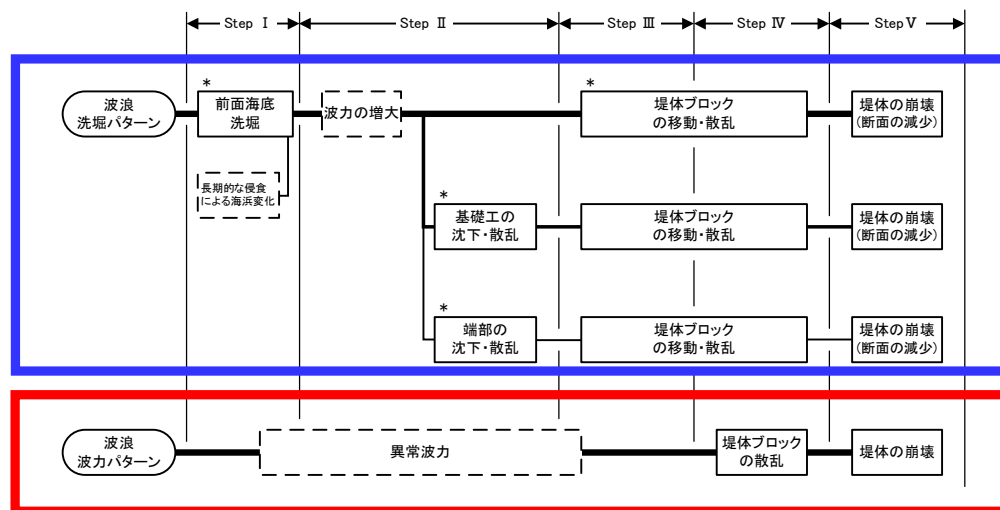 Step Ⅰ
Step Ⅱ
Step Ⅲ
Step Ⅳ
Step Ⅴ
波浪
洗堀パターン
*
前面海底
洗堀
波力の増大
*
堤体ブロック
の移動・散乱
堤体の崩壊
(断面の減少)
長期的な侵食
による海浜変化
*
基礎工の
沈下・散乱
堤体ブロック
の移動・散乱
堤体の崩壊
(断面の減少)
*
端部の
沈下・散乱
堤体ブロック
の移動・散乱
堤体の崩壊
(断面の減少)
波浪
波力パターン
異常波力
堤体ブロック
の散乱
堤体の崩壊